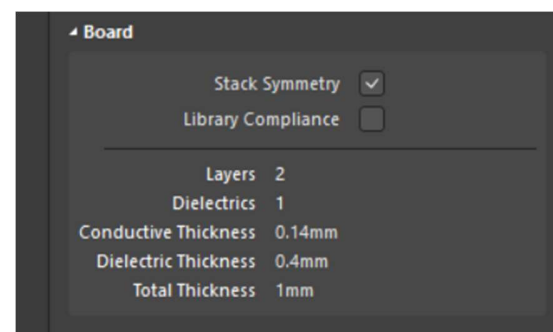 Board
Stack Symmetry
Library Compliance
Layers 2
Dielectrics 1
Conductive Thickness 0.14mm
Dielectric Thickness 0.4mm
Total Thickness 1mm